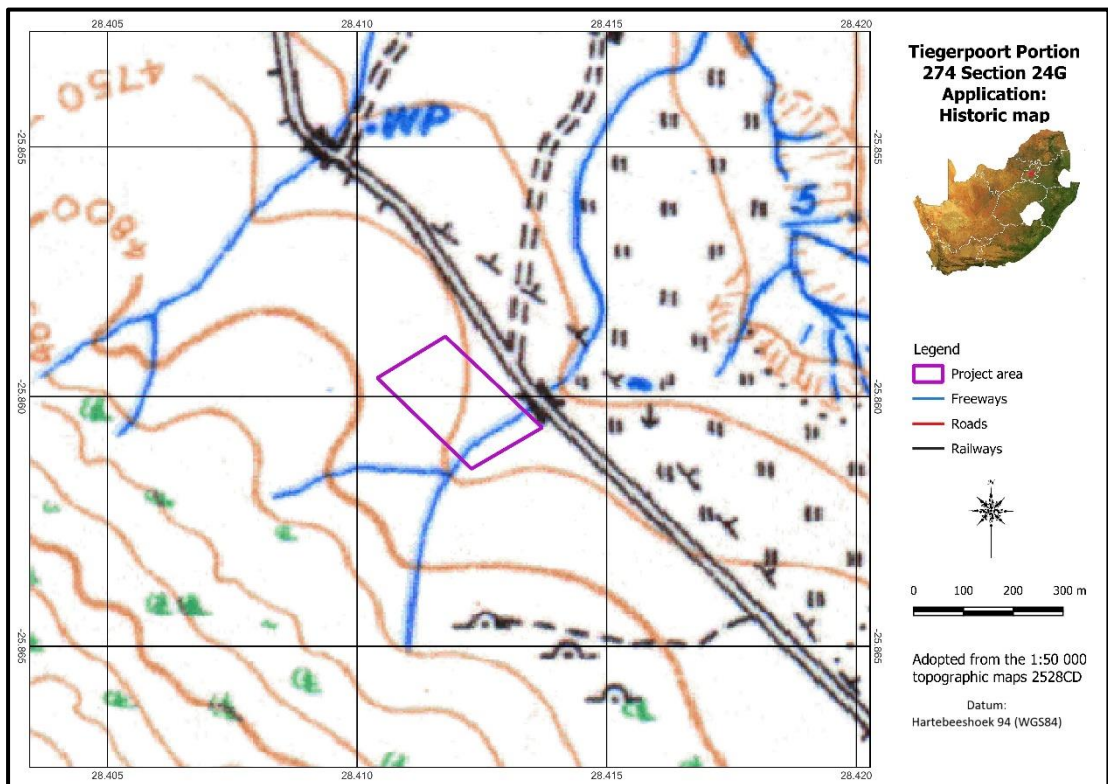 28.405 28.410 28.415 28.420
Tiegerpoort Portion
274 Section 24G
Application:
Historic map
4750
WP
-25.855 -25.855
4800
5
-25.860 -25.860
Legend
Project area
Freeways
Roads
Railways
N
0 100 200 300 m
-25.865 -25.865
Adopted from the 1:50 000
topographic maps 2528CD
Datum:
Hartebeeshoek 94 (WGS84)
28.405 28.410 28.415 28.420